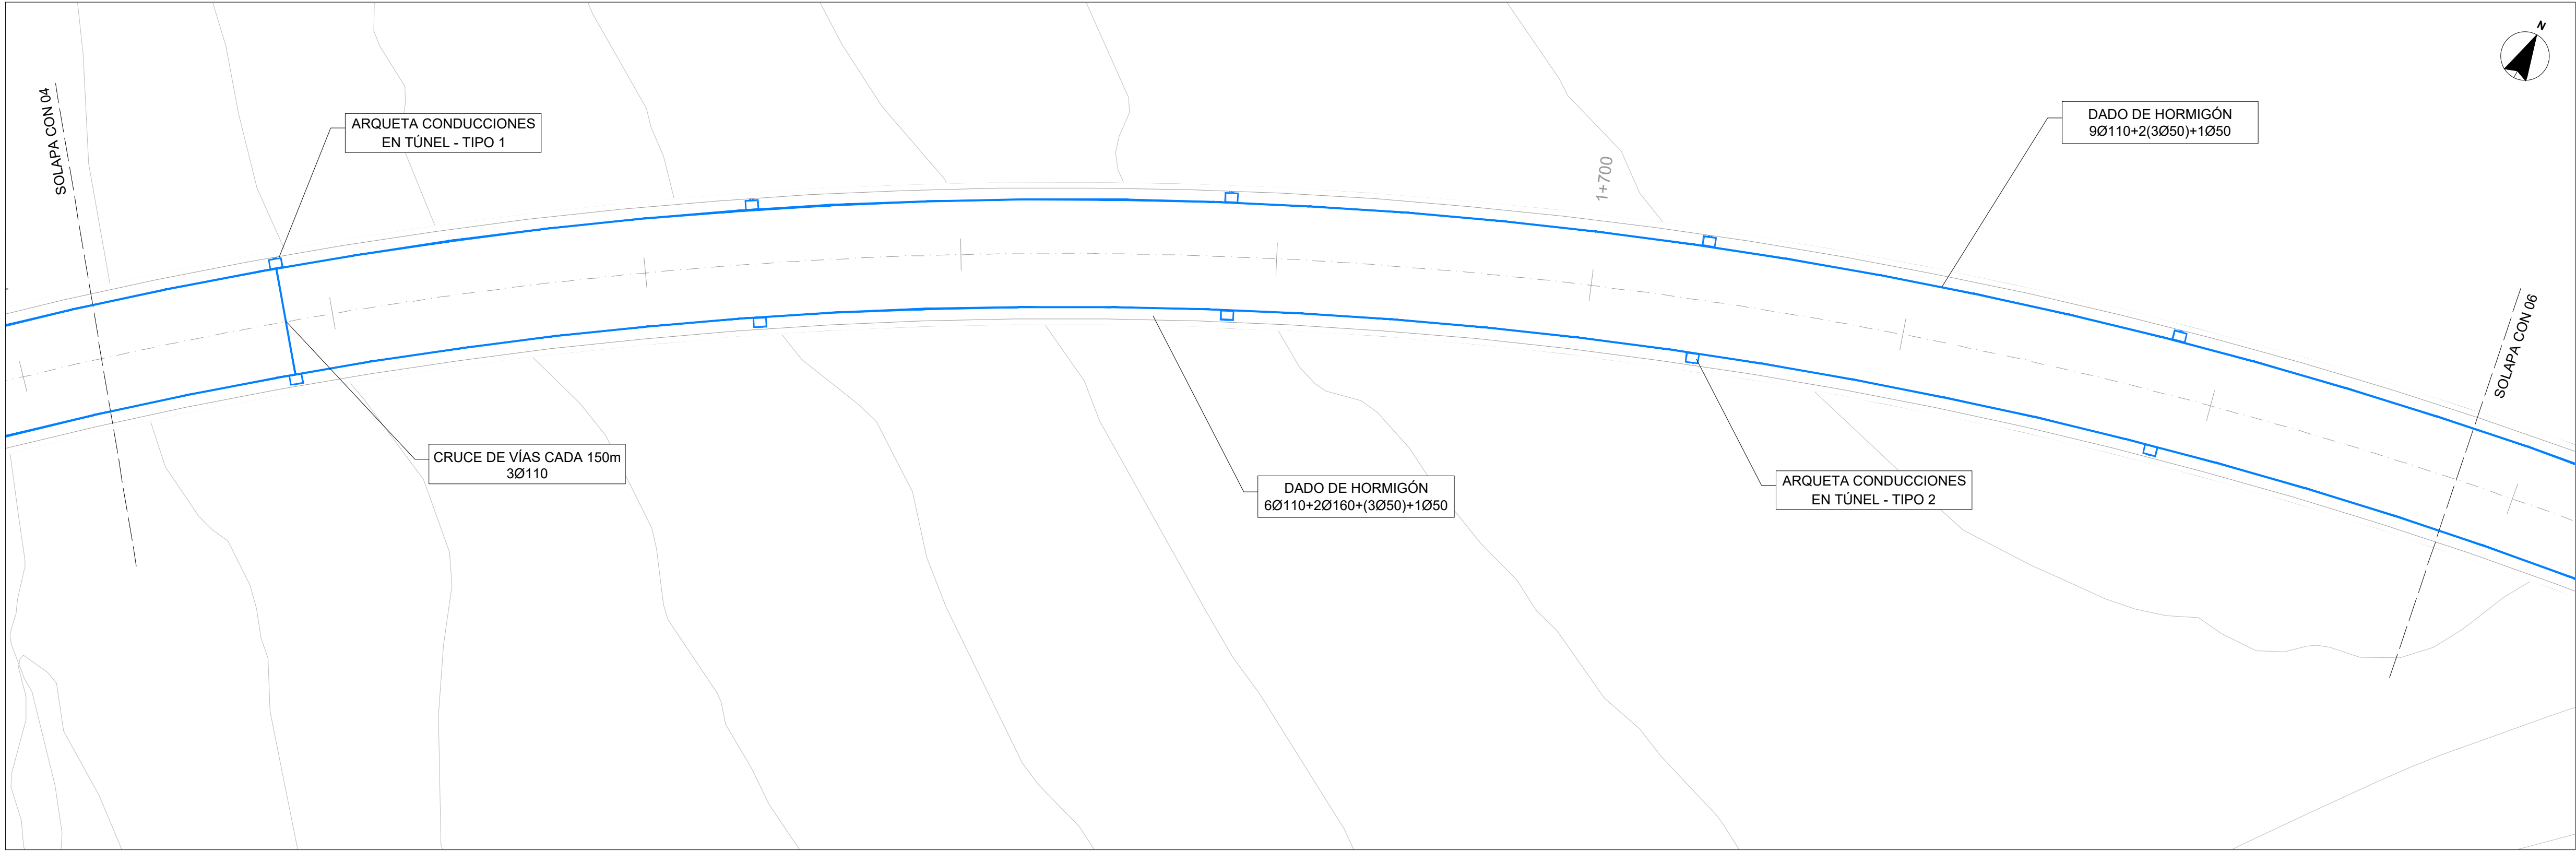 N
SOLAPA CON 04
ARQUETA CONDUCCIONES
EN TÚNEL - TIPO 1
DADO DE HORMIGÓN
9Ø110+2(3Ø50)+1Ø50
1+700
SOLAPA CON 06
CRUCE DE VÍAS CADA 150m
3Ø110
DADO DE HORMIGÓN
6Ø110+2Ø160+(3Ø50)+1Ø50
ARQUETA CONDUCCIONES
EN TÚNEL - TIPO 2